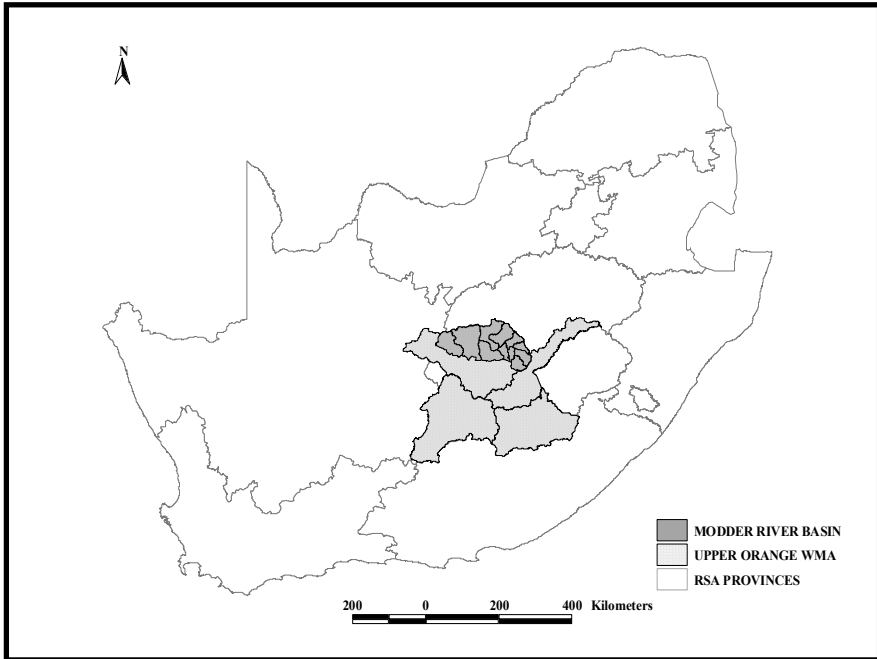 N
MODDER RIVER BASIN
UPPER ORANGE WMA
RSA PROVINCES
200 0 200 400 Kilometers